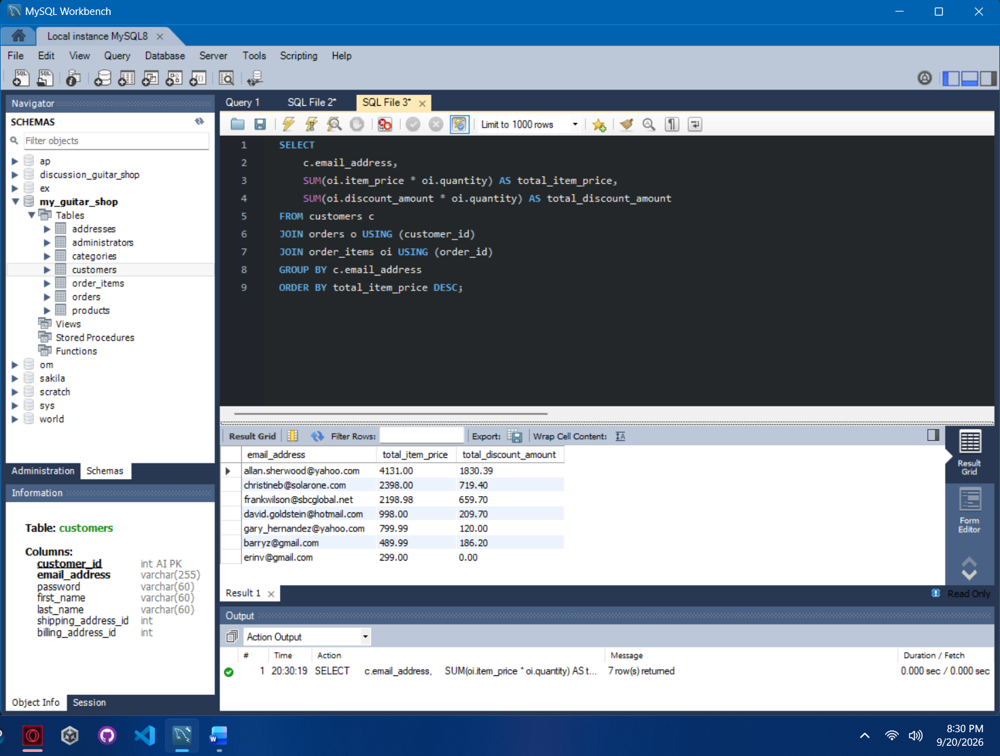 MySQL Workbench
Local instance MySQL8
File Edit View Query Database Server Tools Scripting Help
Navigator
SCHEMAS
Filter objects
ap
discussion_guitar_shop
ex
my_guitar_shop
Tables
addresses
administrators
categories
customers
order_items
orders
products
Views
Stored Procedures
Functions
om
sakila
scratch
sys
world
Administration Schemas
Information
Table: customers
Columns:
customer_id int AI PK
email_address varchar(255)
password varchar(60)
first_name varchar(60)
last_name varchar(60)
shipping_address_id int
billing_address_id int
Object Info Session
Query 1 SQL File 2* SQL File 3*
Limit to 1000 rows
1 SELECT
2 c.email_address,
3 SUM(oi.item_price * oi.quantity) AS total_item_price,
4 SUM(oi.discount_amount * oi.quantity) AS total_discount_amount
5 FROM customers c
6 JOIN orders o USING (customer_id)
7 JOIN order_items oi USING (order_id)
8 GROUP BY c.email_address
9 ORDER BY total_item_price DESC;
Result Grid Filter Rows: Export: Wrap Cell Content:
email_address total_item_price total_discount_amount
allan.sherwood@yahoo.com 4131.00 1830.39
christineb@solarone.com 2398.00 719.40
frankwilson@sbcglobal.net 2198.98 659.70
david.goldstein@hotmail.com 998.00 209.70
gary_hernandez@yahoo.com 799.99 120.00
barryz@gmail.com 489.99 186.20
erinv@gmail.com 299.00 0.00
Result
Grid
Form
Editor
Result 1
Read Only
Output
Action Output
# Time Action Message Duration / Fetch
1 20:30:19 SELECT c.email_address, SUM(oi.item_price * oi.quantity) AS t... 7 row(s) returned 0.000 sec / 0.000 sec
8:30 PM
9/20/2026